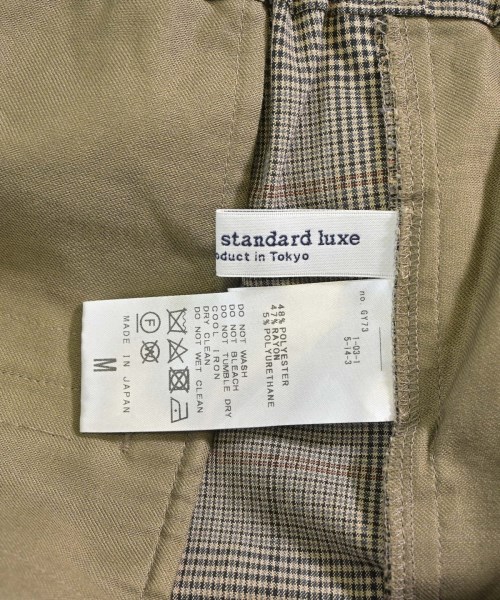 standard luxe
oduct in Tokyo
no. GY73
1-03-1
5-14-3
48% POLYESTER
47% RAYON
5% POLYURETHANE
DO NOT WASH
DO NOT BLEACH
DO NOT TUMBLE DRY
COOL IRON
DRY CLEAN
DO NOT WET CLEAN
F
MADE IN JAPAN
M